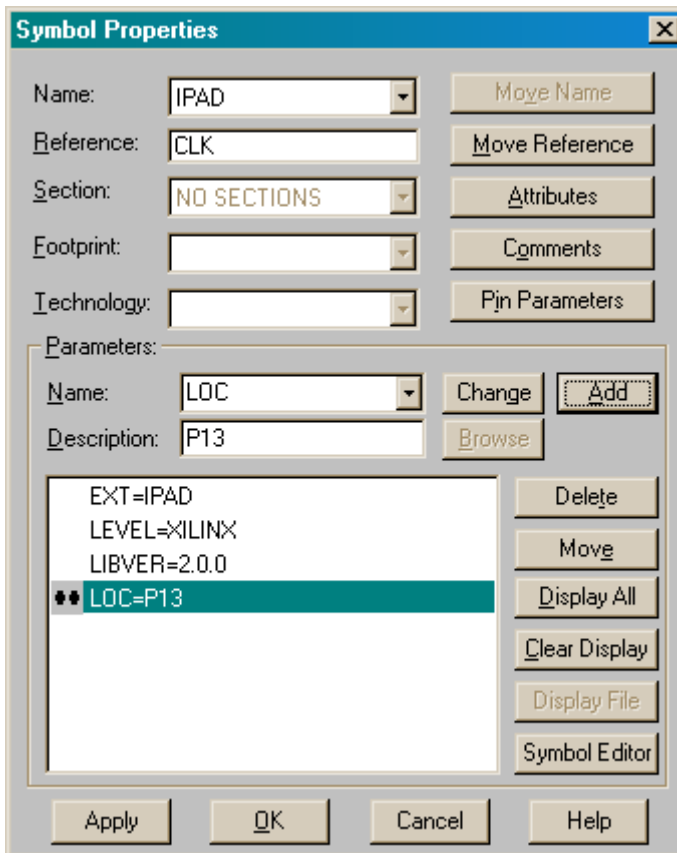 Symbol Properties
Name: IPAD Move Name
Reference: CLK Move Reference
Section: NO SECTIONS Attributes
Footprint: Comments
Technology: Pin Parameters
Parameters:
Name: LOC Change Add
Description: P13 Browse
EXT=IPAD Delete
LEVEL=XILINX
LIBVER=2.0.0 Move
LOC=P13 Display All
Clear Display
Display File
Symbol Editor
Apply OK Cancel Help